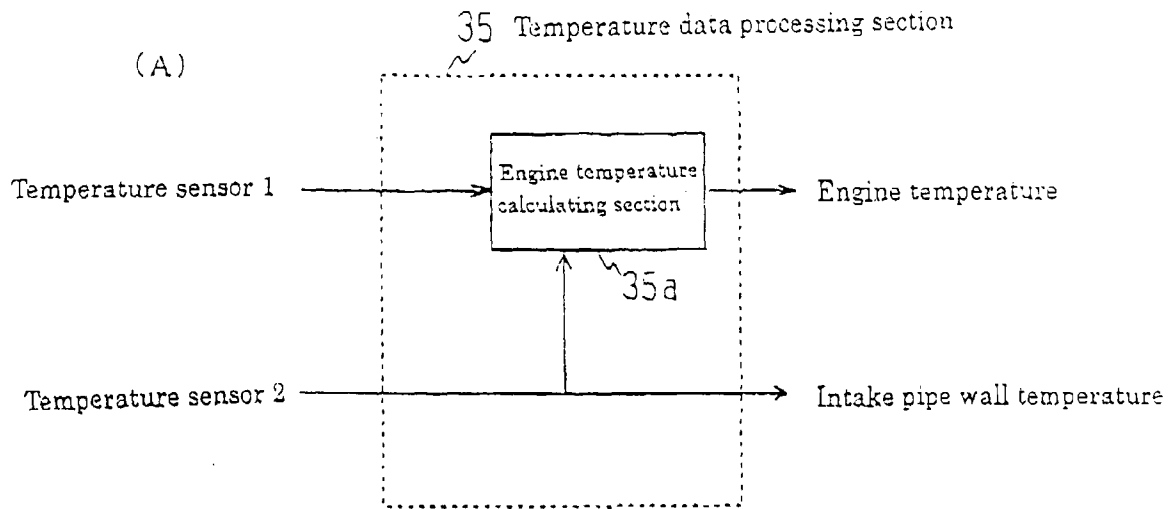 35 Temperature data processing section
(A)
Temperature sensor 1
Engine temperature
calculating section
Engine temperature
35a
Temperature sensor 2
Intake pipe wall temperature